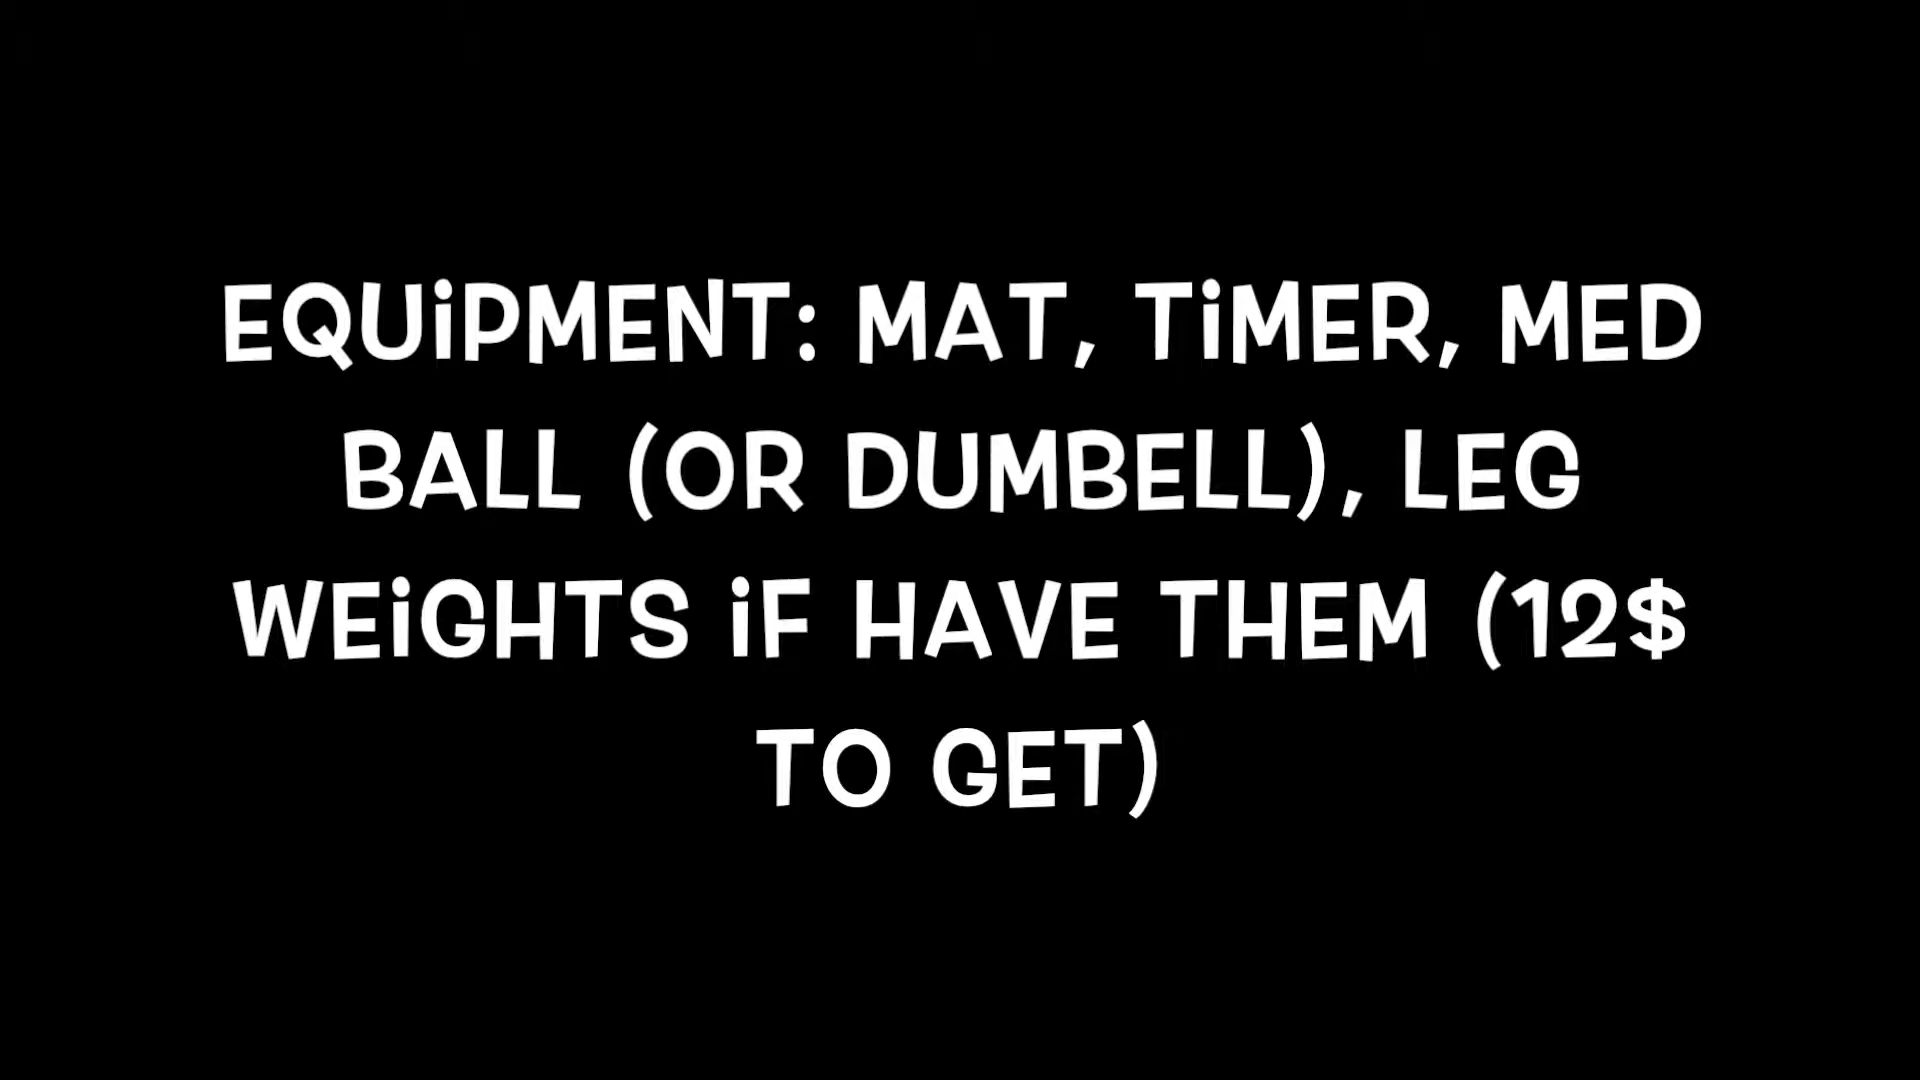 EQUiPMENT: MAT, TiMER, MED
BALL (OR DUMBELL), LEG
WEiGHTS iF HAVE THEM (12$
TO GET)